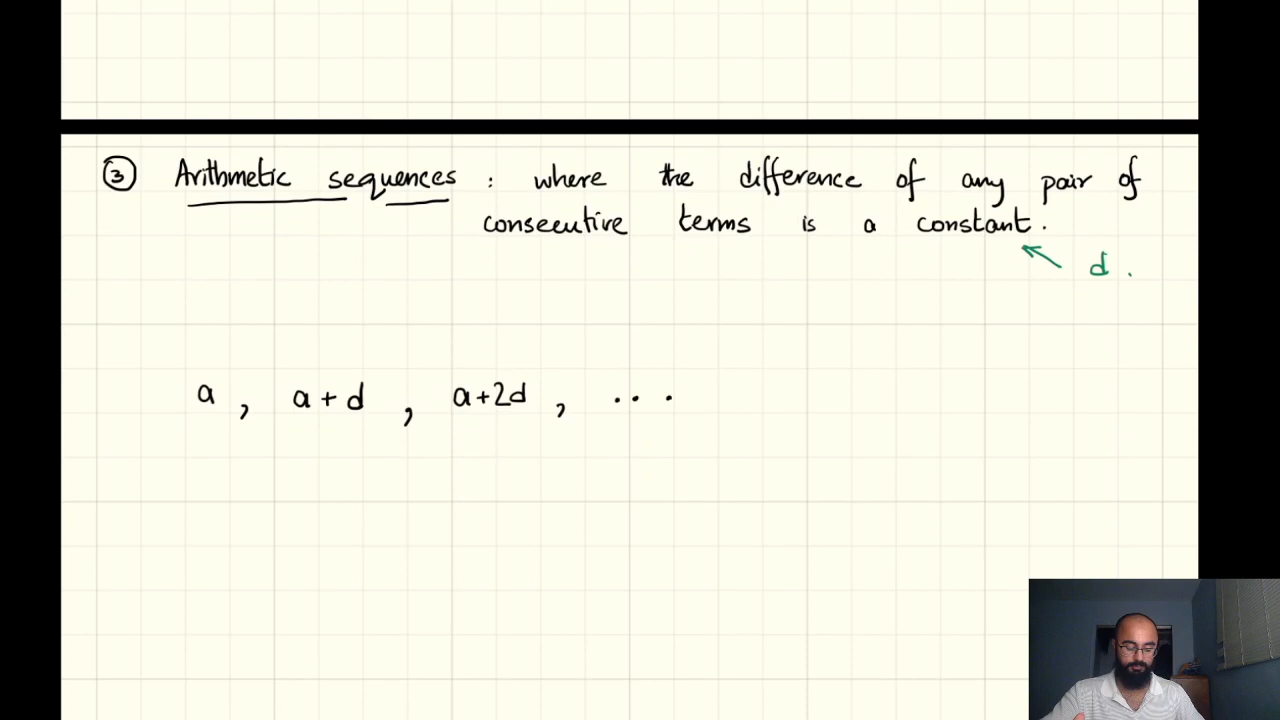 ③ Arithmetic sequences : where the difference of any pair of
consecutive terms is a constant.
d .
a , a + d , a+2d , ...